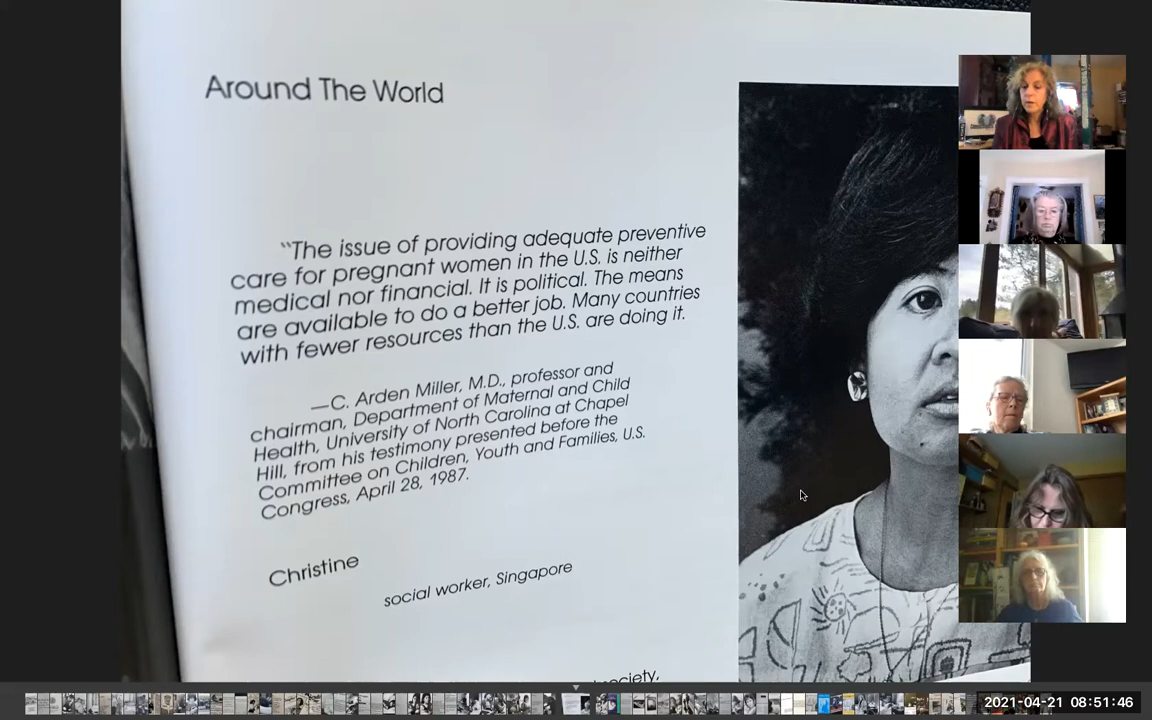 Around The World
“The issue of providing adequate preventive
care for pregnant women in the U.S. is neither
medical nor financial. It is political. The means
are available to do a better job. Many countries
with fewer resources than the U.S. are doing it.
—C. Arden Miller, M.D., professor and
chairman, Department of Maternal and Child
Health, University of North Carolina at Chapel
Hill, from his testimony presented before the
Committee on Children, Youth and Families, U.S.
Congress, April 28, 1987.
Christine
social worker, Singapore
society,
2021-04-21 08:51:46